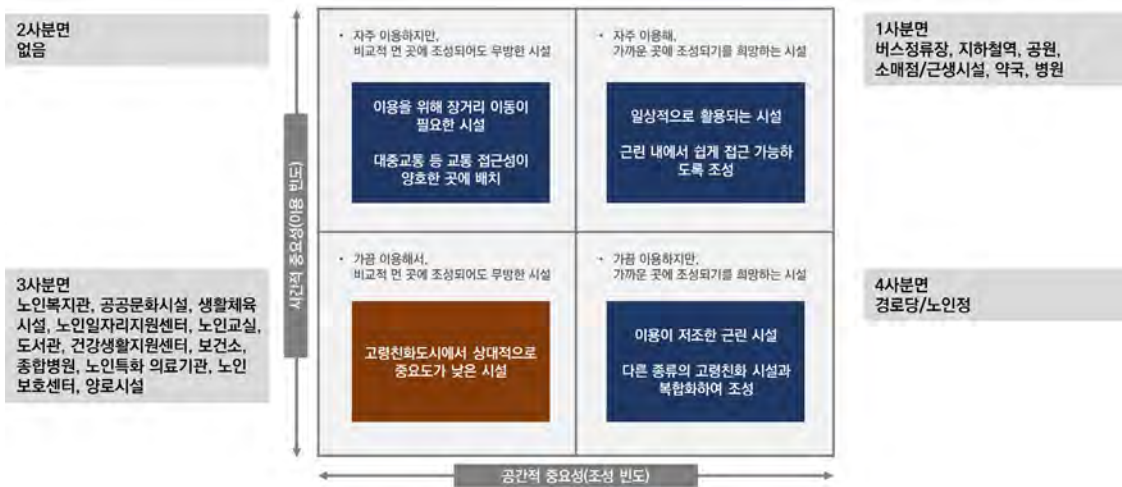 2사분면
없음
• 자주 이용하지만,
비교적 먼 곳에 조성되어도 무방한 시설
이용을 위해 장거리 이동이
필요한 시설
대중교통 등 교통 접근성이
양호한 곳에 배치
• 자주 이용해,
가까운 곳에 조성되기를 희망하는 시설
일상적으로 활용되는 시설
근린 내에서 쉽게 접근 가능하
도록 조성
1사분면
버스정류장, 지하철역, 공원,
소매점/근생시설, 약국, 병원
시간적 중요성(이용 빈도)
3사분면
노인복지관, 공공문화시설, 생활체육
시설, 노인일자리지원센터, 노인교실,
도서관, 건강생활지원센터, 보건소,
종합병원, 노인특화 의료기관, 노인
보호센터, 양로시설
• 가끔 이용해서,
비교적 먼 곳에 조성되어도 무방한 시설
고령친화도시에서 상대적으로
중요도가 낮은 시설
• 가끔 이용하지만,
가까운 곳에 조성되기를 희망하는 시설
이용이 저조한 근린 시설
다른 종류의 고령친화 시설과
복합화하여 조성
4사분면
경로당/노인정
공간적 중요성(조성 빈도)